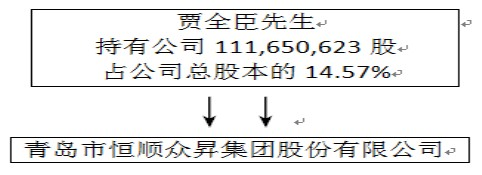 贾全臣先生
持有公司 111,650,623 股
占公司总股本的 14.57%
青岛市恒顺众昇集团股份有限公司